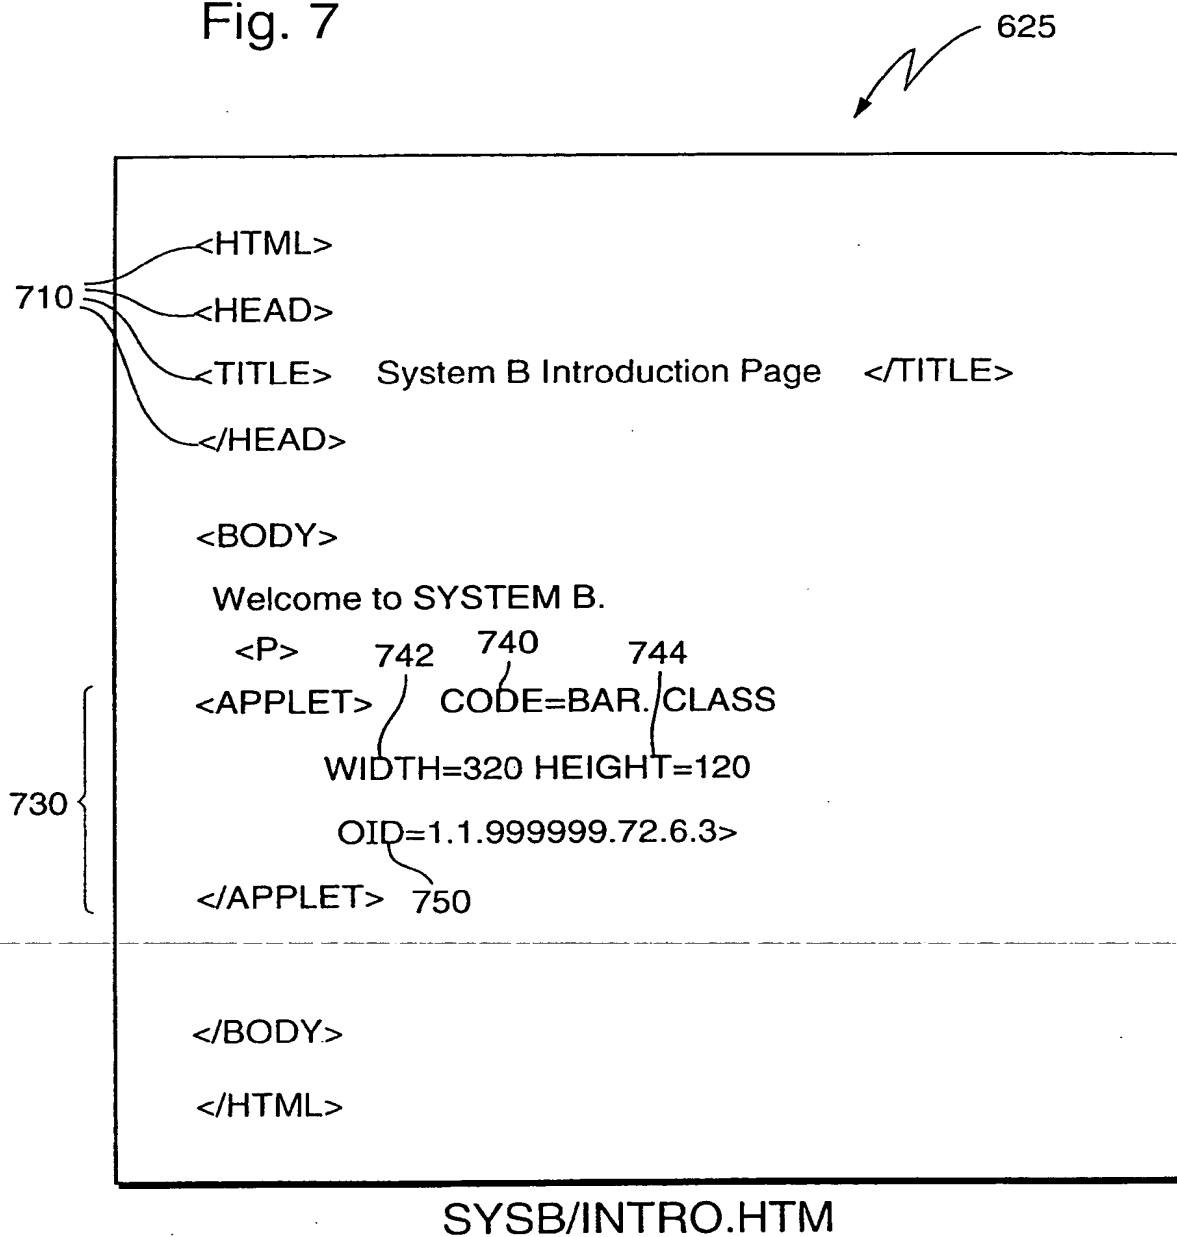 Fig. 7
625
<HTML>
710
<HEAD>
<TITLE> System B Introduction Page </TITLE>
</HEAD>
<BODY>
Welcome to SYSTEM B.
<P> 742 740 744
<APPLET> CODE=BAR. CLASS
WIDTH=320 HEIGHT=120
730
OID=1.1.999999.72.6.3>
</APPLET> 750
</BODY>
</HTML>
SYSB/INTRO.HTM